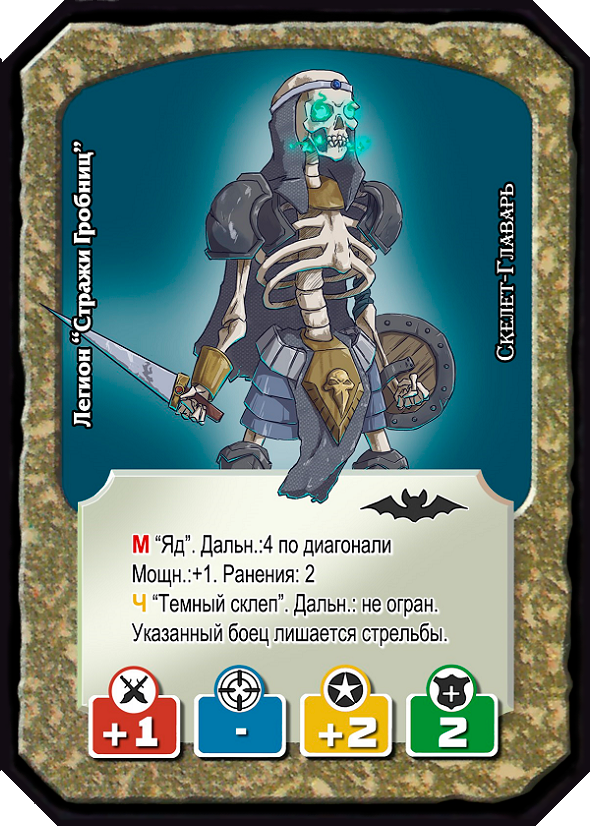 Легион “Стражи Гробниц”
Скелет-Главарь
М “Яд”. Дальн.:4 по диагонали
Мощн.:+1. Ранения: 2
Ч “Темный склеп”. Дальн.: не огран.
Указанный боец лишается стрельбы.
+1 - +2 2